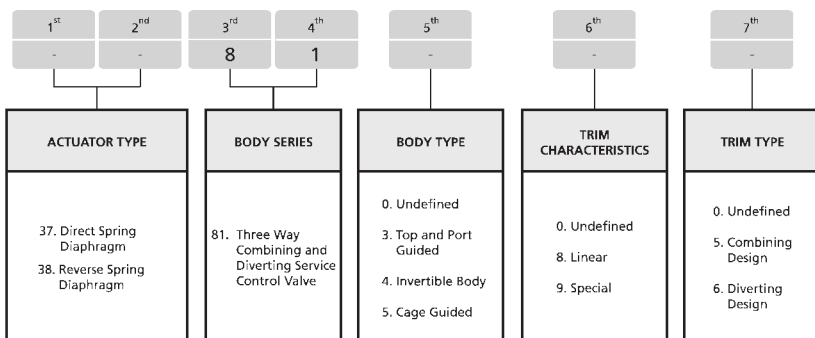 1st 2nd 3rd 4th 5th 6th 7th
- - 8 1 - - -
ACTUATOR TYPE
37. Direct Spring
Diaphragm
38. Reverse Spring
Diaphragm
BODY SERIES
81. Three Way
Combining and
Diverting Service
Control Valve
BODY TYPE
0. Undefined
3. Top and Port
Guided
4. Invertible Body
5. Cage Guided
TRIM
CHARACTERISTICS
0. Undefined
8. Linear
9. Special
TRIM TYPE
0. Undefined
5. Combining
Design
6. Diverting
Design